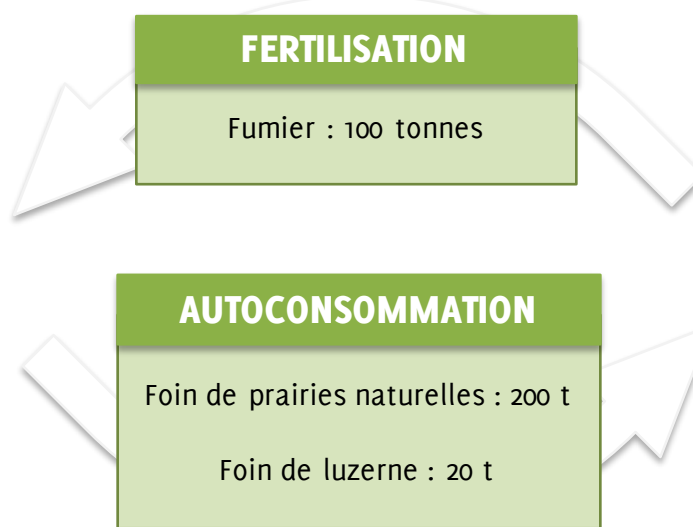 FERTILISATION
Fumier : 100 tonnes
AUTOCONSOMMATION
Foin de prairies naturelles : 200 t
Foin de luzerne : 20 t